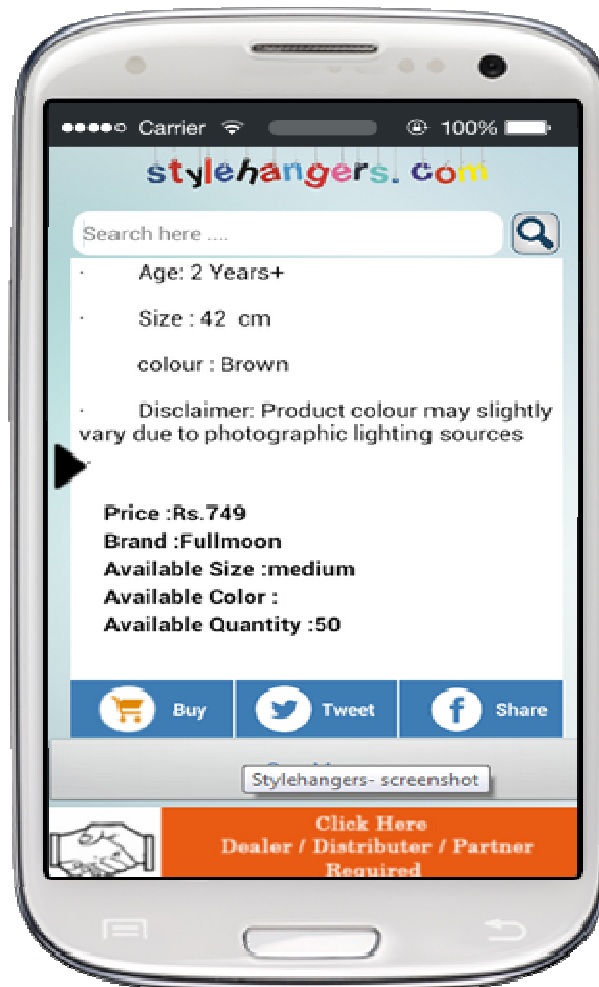 Carrier 100%
stylehangers.com
Search here ....
· Age: 2 Years+
· Size : 42 cm
colour : Brown
· Disclaimer: Product colour may slightly
vary due to photographic lighting sources
Price :Rs.749
Brand :Fullmoon
Available Size :medium
Available Color :
Available Quantity :50
Buy Tweet Share
Stylehangers- screenshot
Click Here
Dealer / Distributer / Partner
Required